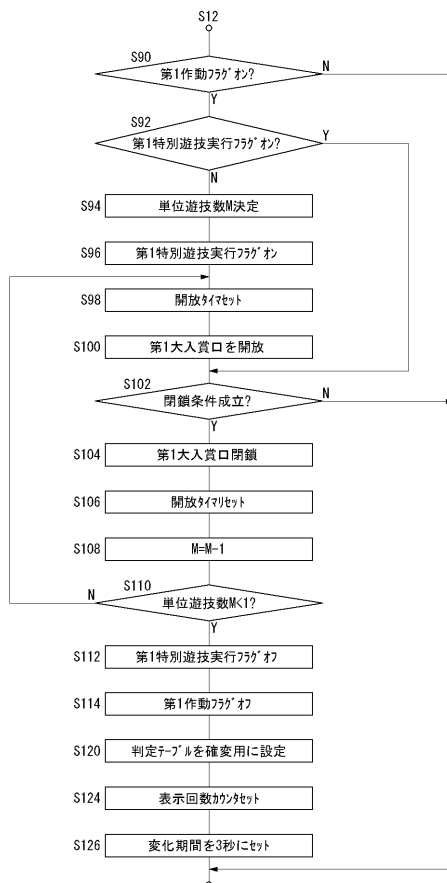 S12
S90
第1作動ﾌﾗｸﾞｵﾝ?
N
Y
S92
第1特別遊技実行ﾌﾗｸﾞｵﾝ?
Y
N
S94
単位遊技数M決定
S96
第1特別遊技実行ﾌﾗｸﾞｵﾝ
S98
開放ﾀｲﾏｾｯﾄ
S100
第1大入賞口を開放
S102
閉鎖条件成立?
N
Y
S104
第1大入賞口閉鎖
S106
開放ﾀｲﾏﾘｾｯﾄ
S108
M=M-1
S110
N
単位遊技数M<1?
Y
S112
第1特別遊技実行ﾌﾗｸﾞｵﾌ
S114
第1作動ﾌﾗｸﾞｵﾌ
S120
判定ﾃｰﾌﾞﾙを確変用に設定
S124
表示回数ｶｳﾝﾀｾｯﾄ
S126
変化期間を3秒にｾｯﾄ